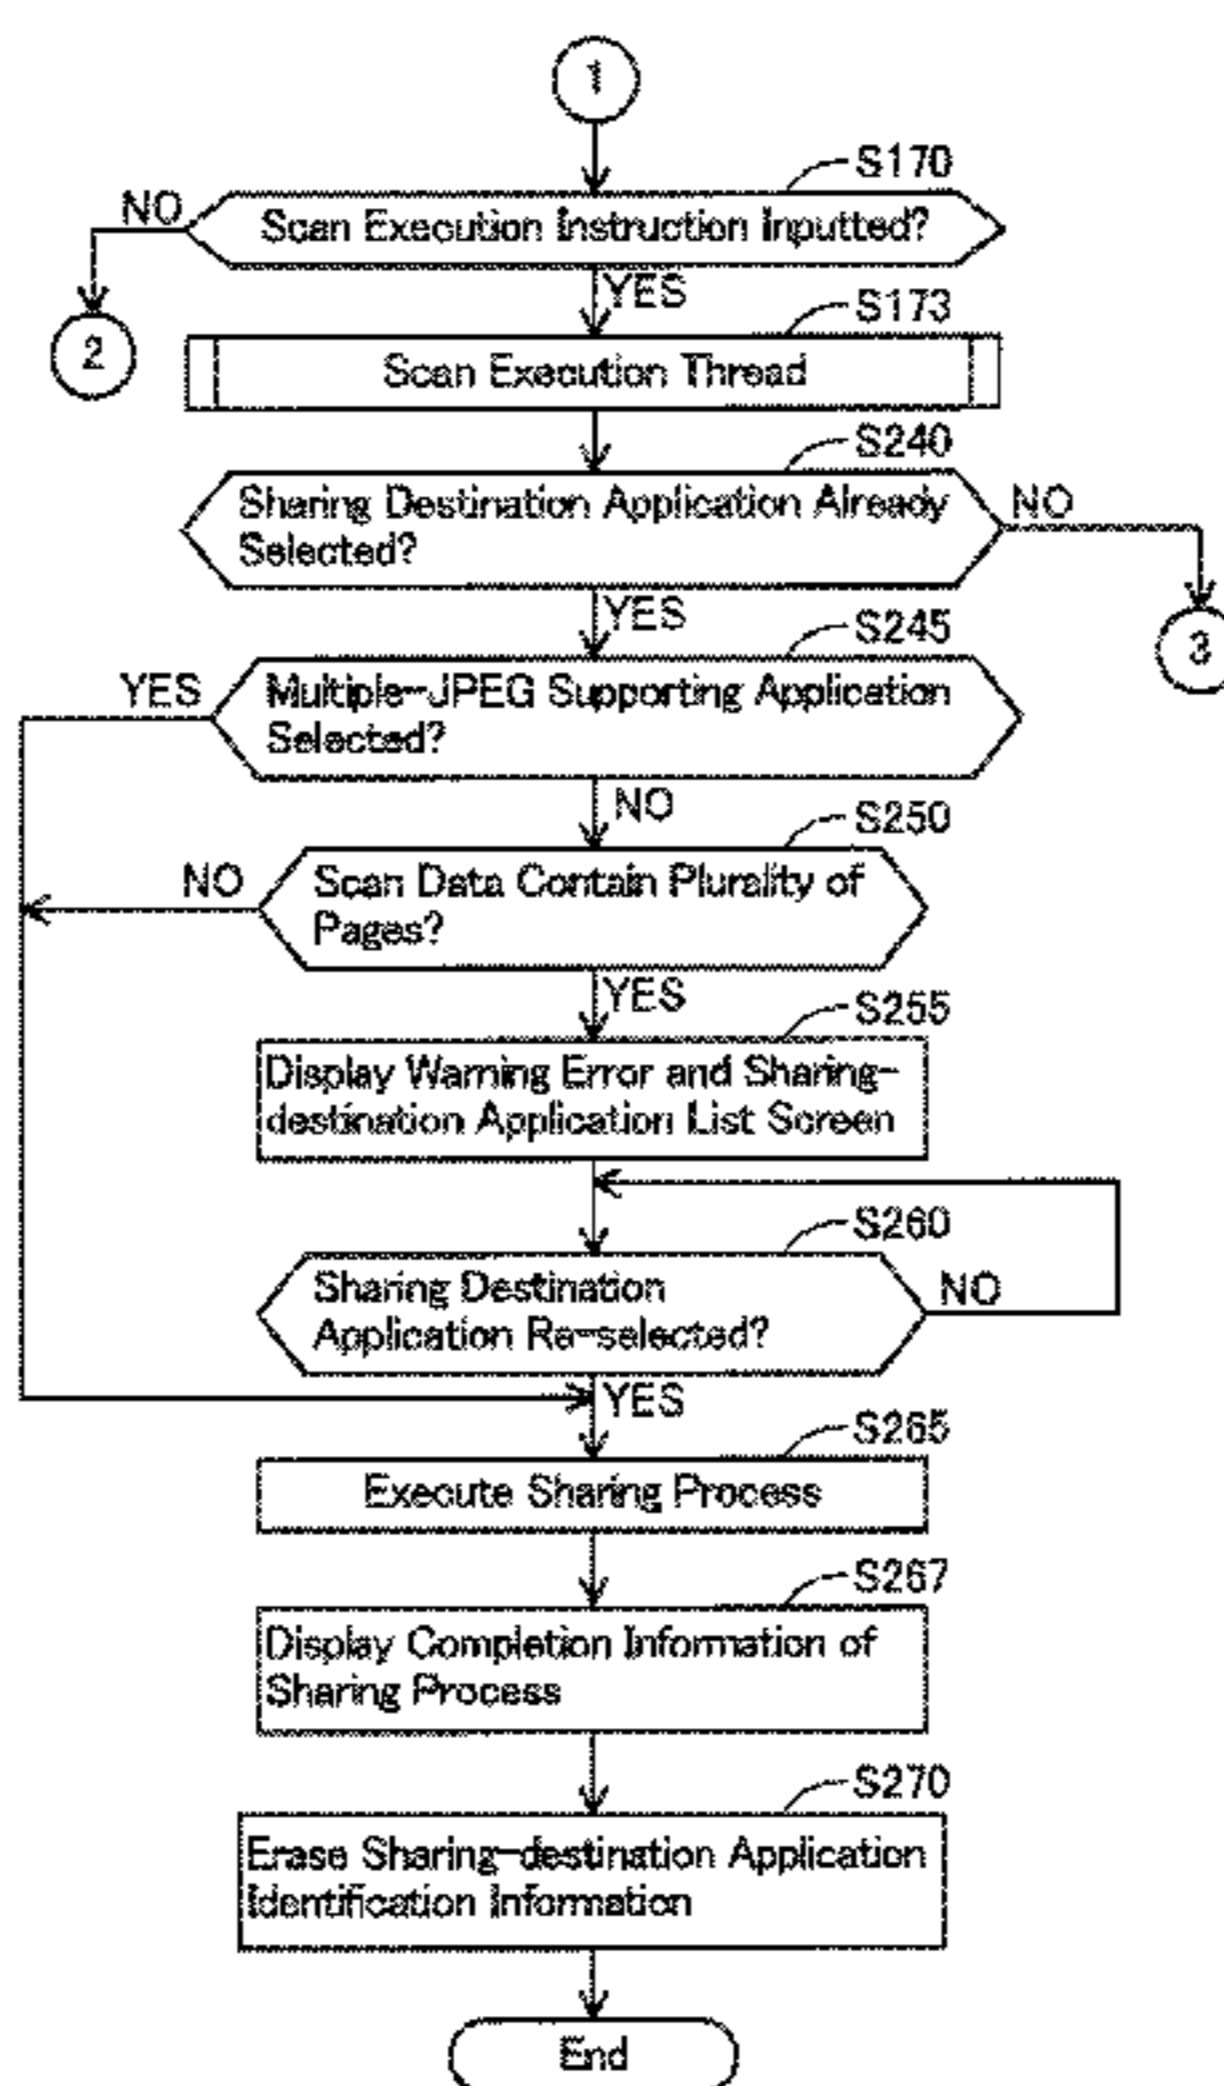 1
S170
NO
Scan Execution Instruction Inputted?
YES
2
S173
Scan Execution Thread
S240
Sharing Destination Application Already
Selected?
NO
YES
3
S245
YES
Multiple-JPEG Supporting Application
Selected?
NO
S250
NO
Scan Data Contain Plurality of
Pages?
YES
S255
Display Warning Error and Sharing-
destination Application List Screen
S260
Sharing Destination
Application Re-selected?
NO
YES
S265
Execute Sharing Process
S267
Display Completion Information of
Sharing Process
S270
Erase Sharing-destination Application
Identification Information
End